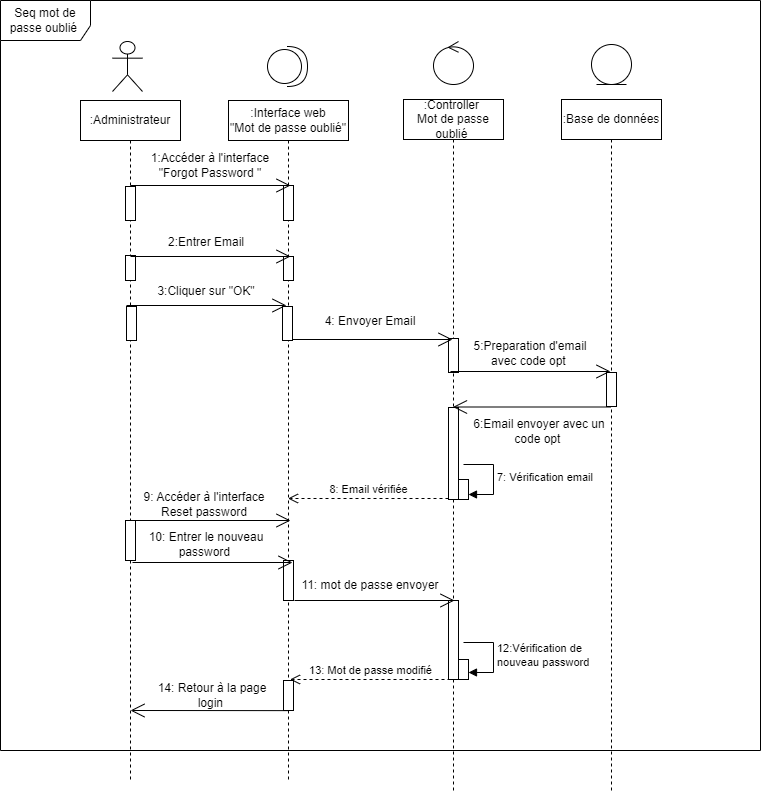 Seq mot de
passe oublié
:Administrateur
:Interface web
"Mot de passe oublié"
:Controller
Mot de passe
oublié
:Base de données
1:Accéder à l'interface
"Forgot Password "
2:Entrer Email
3:Cliquer sur "OK"
4: Envoyer Email
5:Preparation d'email
avec code opt
6:Email envoyer avec un
code opt
7: Vérification email
8: Email vérifiée
9: Accéder à l'interface
Reset password
10: Entrer le nouveau
password
11: mot de passe envoyer
12:Vérification de
nouveau password
13: Mot de passe modifié
14: Retour à la page
login